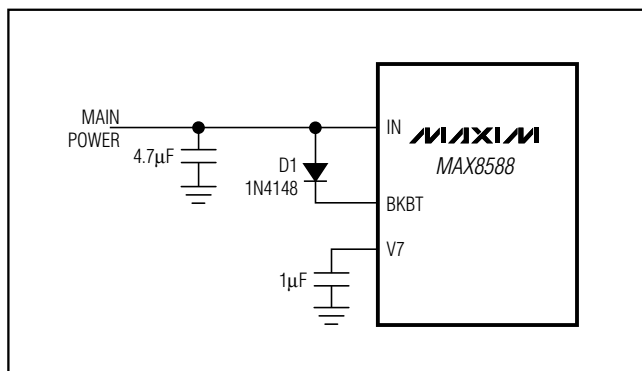 MAIN
POWER
4.7μF
D1
1N4148
IN
MAXIM
MAX8588
BKBT
V7
1μF